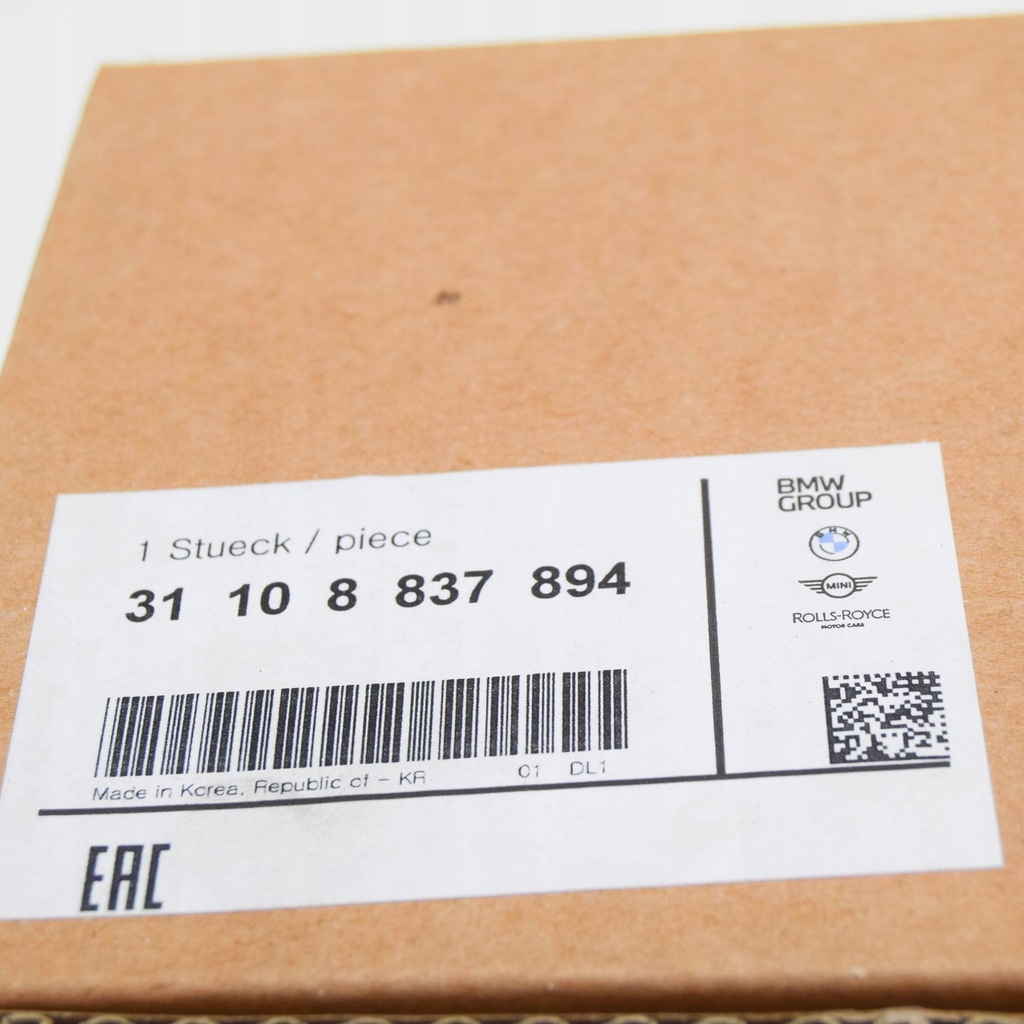 1 Stueck / piece
31 10 8 837 894
Made in Korea, Republic of - KR 01 DL1
EAC
BMW
GROUP
BMW
MINI
ROLLS-ROYCE
MOTOR CARS